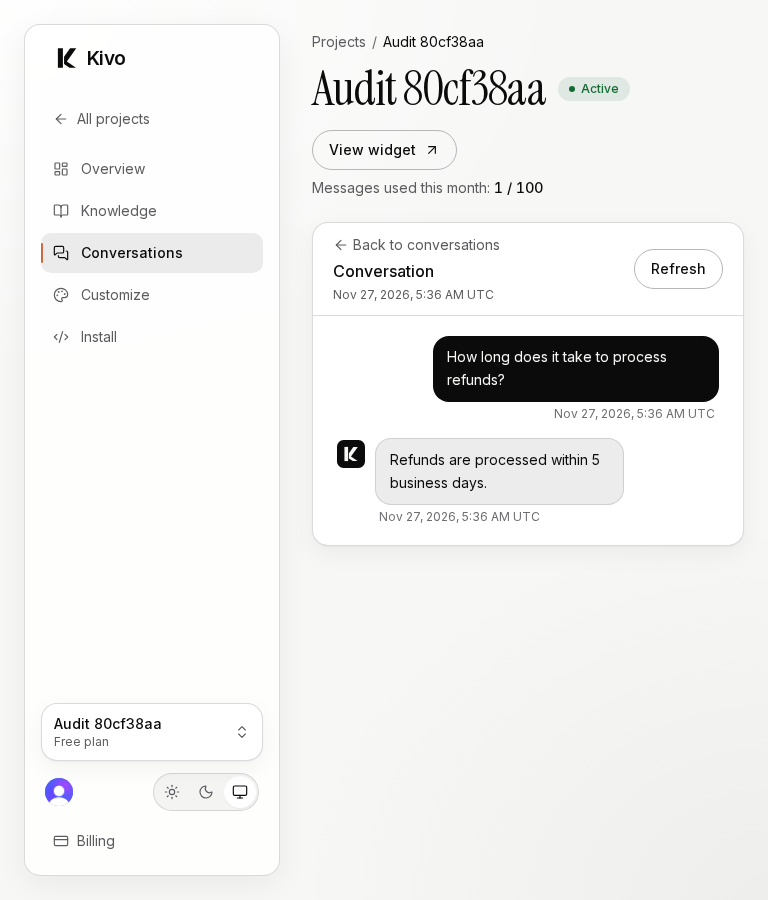 Kivo
All projects
Overview
Knowledge
Conversations
Customize
Install
Audit 80cf38aa
Free plan
Billing
Projects / Audit 80cf38aa
Audit 80cf38aa
Active
View widget
Messages used this month: 1 / 100
Back to conversations
Conversation
Nov 27, 2026, 5:36 AM UTC
Refresh
How long does it take to process
refunds?
Nov 27, 2026, 5:36 AM UTC
Refunds are processed within 5
business days.
Nov 27, 2026, 5:36 AM UTC